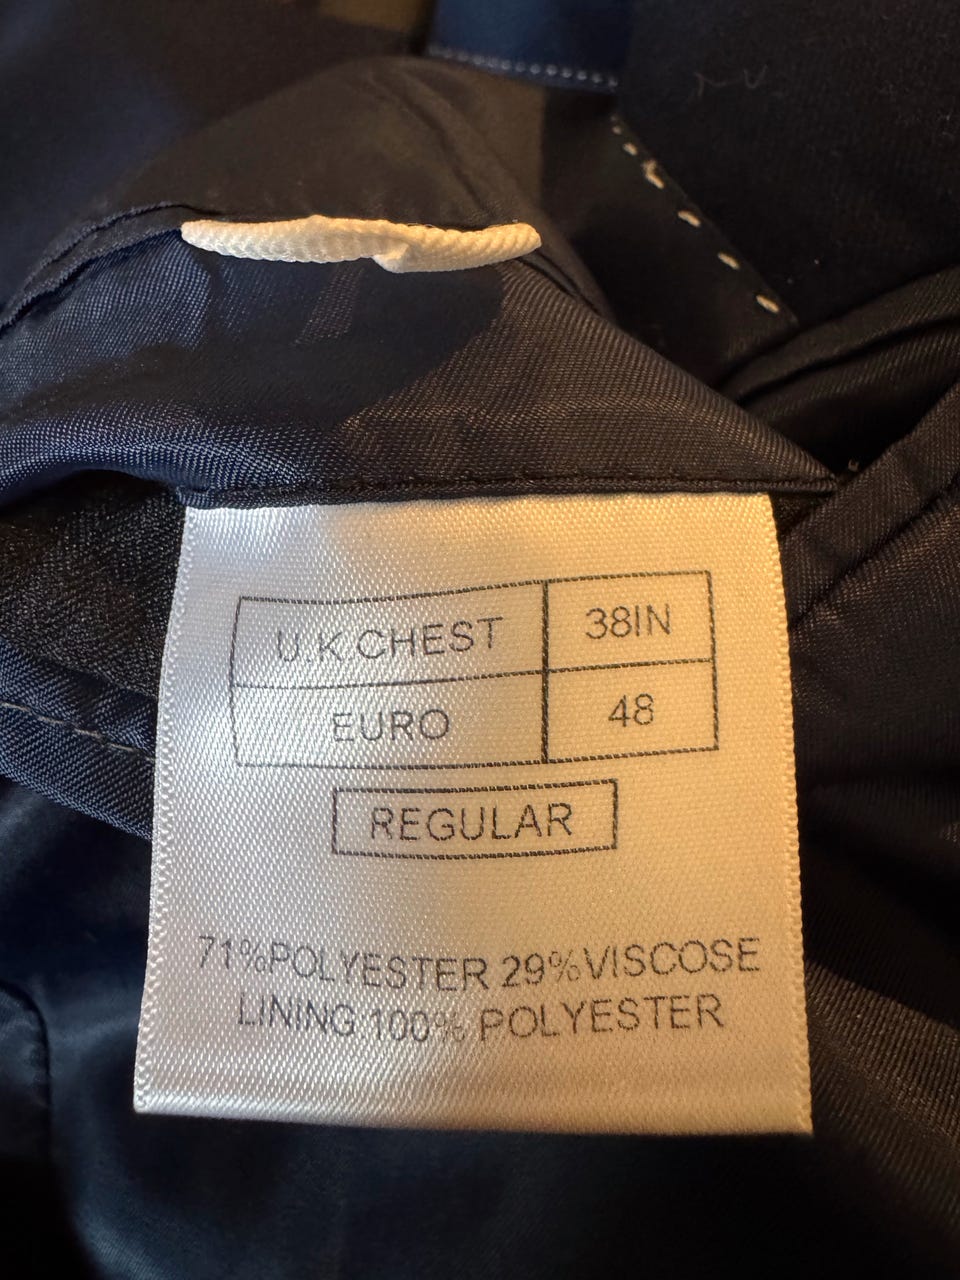 U.K.CHEST 38IN
EURO 48
REGULAR
71%POLYESTER 29%VISCOSE
LINING 100% POLYESTER